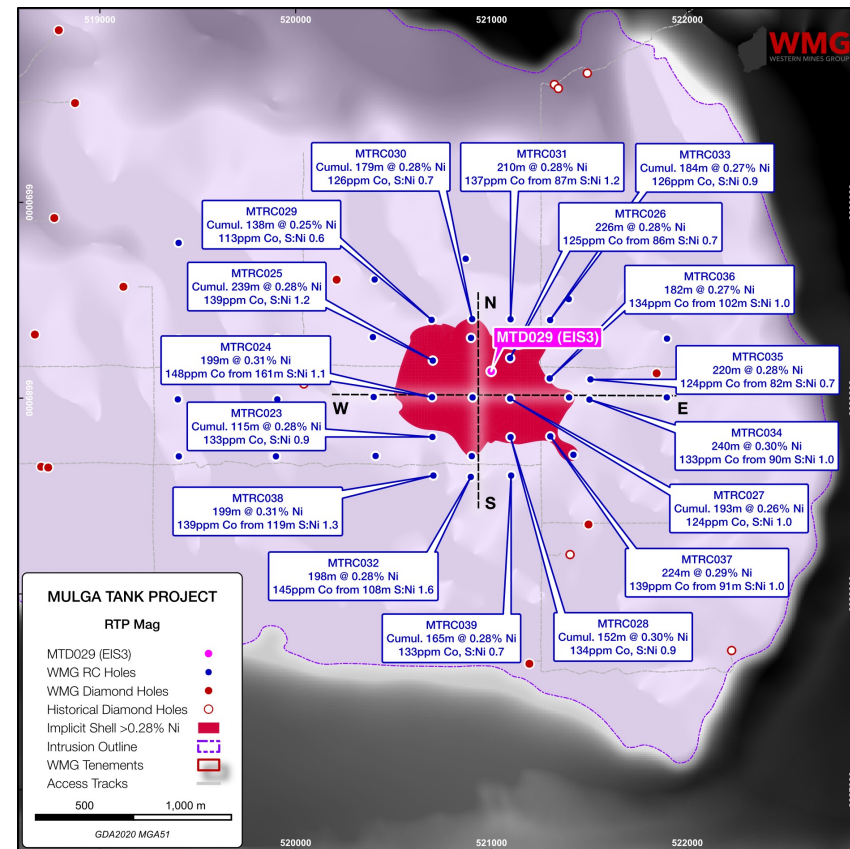 519000
520000
521000
522000
WMG
WESTERN MINES GROUP
MTRC030
Cumul. 179m @ 0.28% Ni
126ppm Co, S:Ni 0.7
MTRC031
210m @ 0.28% Ni
137ppm Co from 87m S:Ni 1.2
MTRC033
Cumul. 184m @ 0.27% Ni
126ppm Co, S:Ni 0.9
MTRC029
Cumul. 138m @ 0.25% Ni
113ppm Co, S:Ni 0.6
MTRC026
226m @ 0.28% Ni
125ppm Co from 86m S:Ni 0.7
MTRC025
Cumul. 239m @ 0.28% Ni
139ppm Co, S:Ni 1.2
MTRC036
182m @ 0.27% Ni
134ppm Co from 102m S:Ni 1.0
N
MTD029 (EIS3)
MTRC024
199m @ 0.31% Ni
148ppm Co from 161m S:Ni 1.1
MTRC035
220m @ 0.28% Ni
124ppm Co from 82m S:Ni 0.7
W
E
MTRC023
Cumul. 115m @ 0.28% Ni
133ppm Co, S:Ni 0.9
MTRC034
240m @ 0.30% Ni
133ppm Co from 90m S:Ni 1.0
MTRC038
199m @ 0.31% Ni
139ppm Co from 119m S:Ni 1.3
S
MTRC027
Cumul. 193m @ 0.26% Ni
124ppm Co, S:Ni 1.0
MTRC032
198m @ 0.28% Ni
145ppm Co from 108m S:Ni 1.6
MTRC037
224m @ 0.29% Ni
139ppm Co from 91m S:Ni 1.0
MTRC039
Cumul. 165m @ 0.28% Ni
133ppm Co, S:Ni 0.7
MTRC028
Cumul. 152m @ 0.30% Ni
134ppm Co, S:Ni 0.9
MULGA TANK PROJECT
RTP Mag
MTD029 (EIS3)
WMG RC Holes
WMG Diamond Holes
Historical Diamond Holes
Implicit Shell >0.28% Ni
Intrusion Outline
WMG Tenements
Access Tracks
500
1,000 m
GDA2020 MGA51
520000
521000
522000